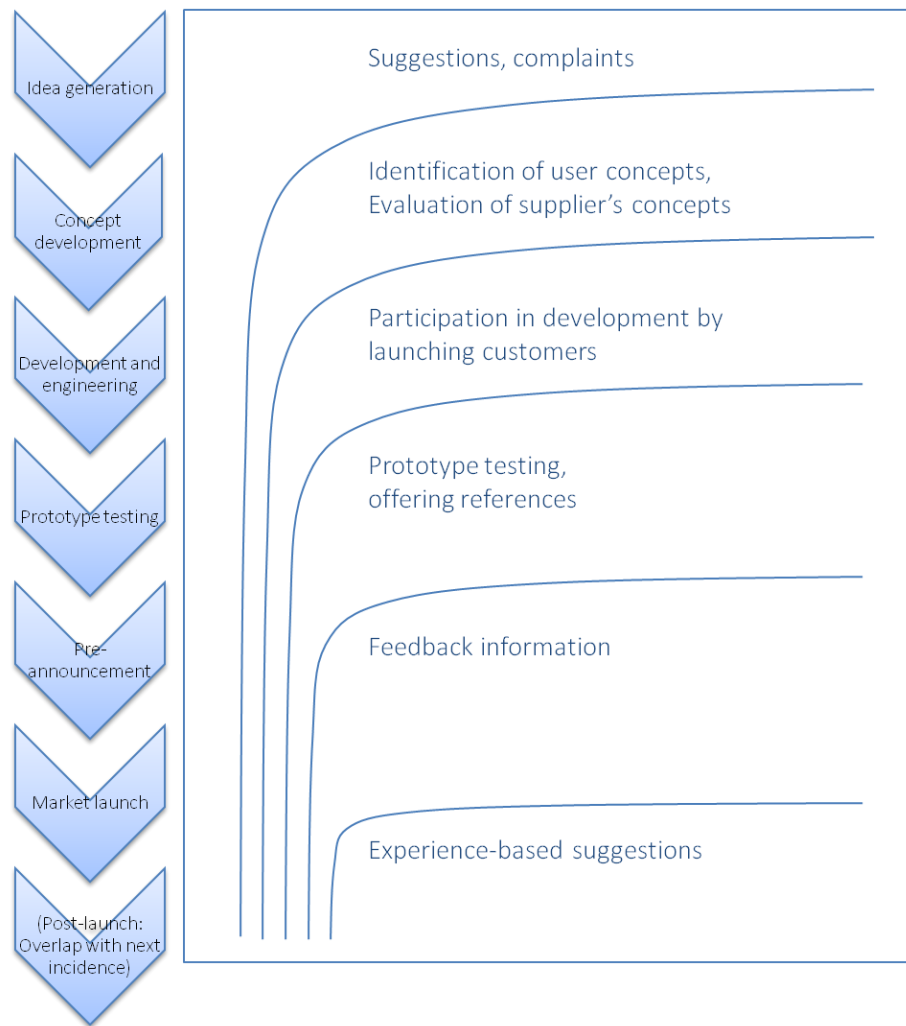 Idea generation
Concept
development
Development and
engineering
Prototype testing
Pre-
announcement
Market launch
(Post-launch:
Overlap with next
incidence)
Suggestions, complaints
Identification of user concepts,
Evaluation of supplier’s concepts
Participation in development by
launching customers
Prototype testing,
offering references
Feedback information
Experience-based suggestions